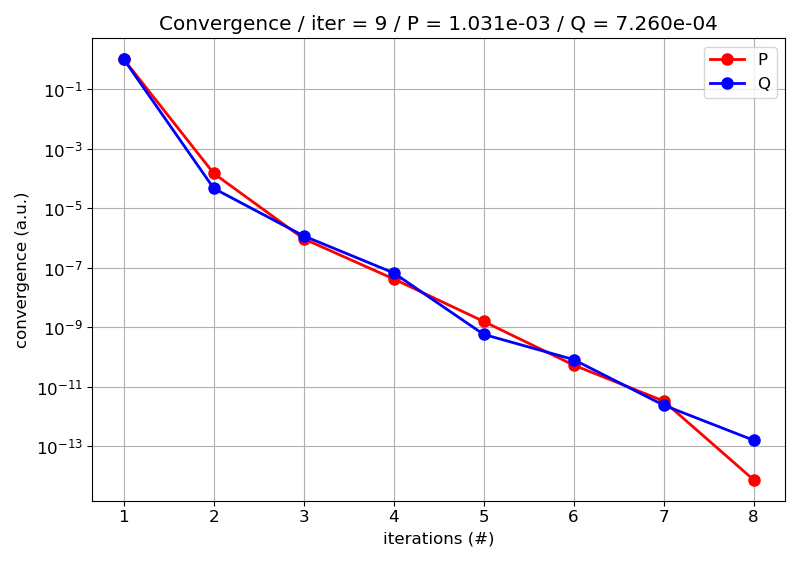 Convergence / iter = 9 / P = 1.031e-03 / Q = 7.260e-04
P
Q
convergence (a.u.)
10⁻¹
10⁻³
10⁻⁵
10⁻⁷
10⁻⁹
10⁻¹¹
10⁻¹³
1 2 3 4 5 6 7 8
iterations (#)